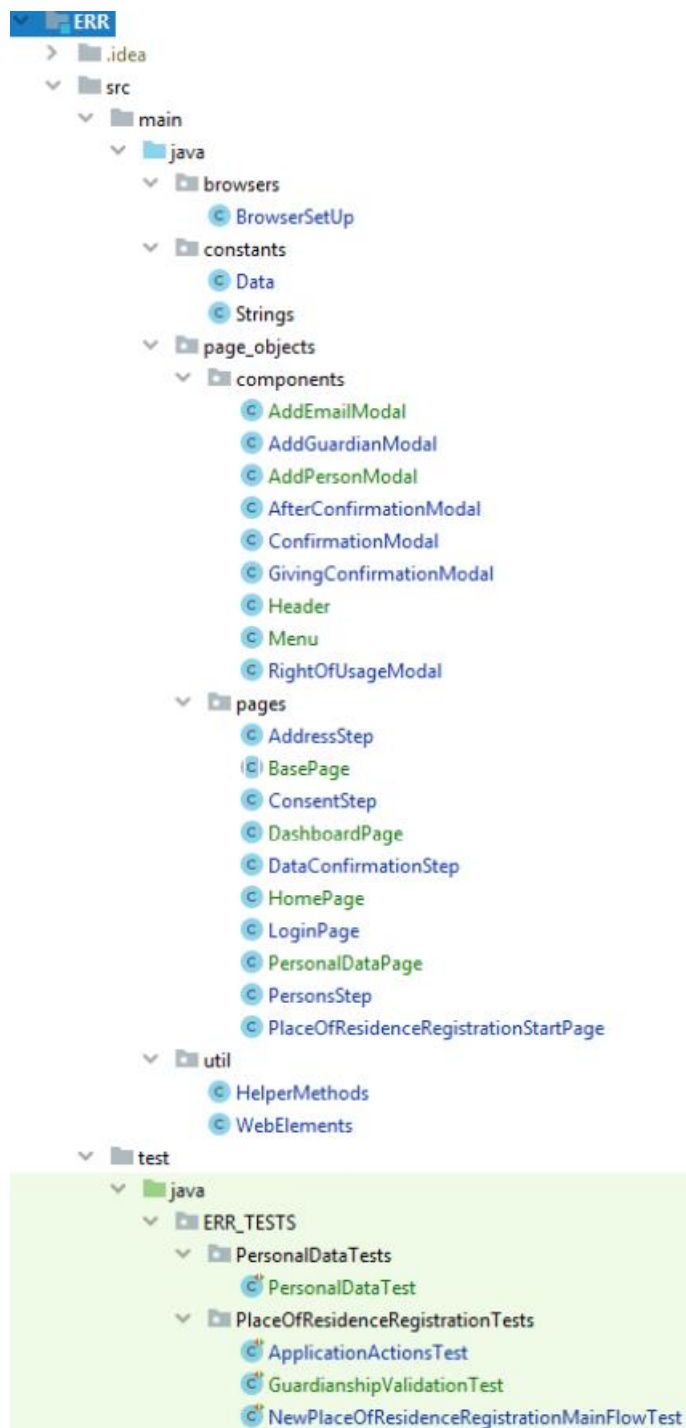 ERR
.idea
src
main
java
browsers
BrowserSetUp
constants
Data
Strings
page_objects
components
AddEmailModal
AddGuardianModal
AddPersonModal
AfterConfirmationModal
ConfirmationModal
GivingConfirmationModal
Header
Menu
RightOfUsageModal
pages
AddressStep
BasePage
ConsentStep
DashboardPage
DataConfirmationStep
HomePage
LoginPage
PersonalDataPage
PersonsStep
PlaceOfResidenceRegistrationStartPage
util
HelperMethods
WebElements
test
java
ERR_TESTS
PersonalDataTests
PersonalDataTest
PlaceOfResidenceRegistrationTests
ApplicationActionsTest
GuardianshipValidationTest
NewPlaceOfResidenceRegistrationMainFlowTest